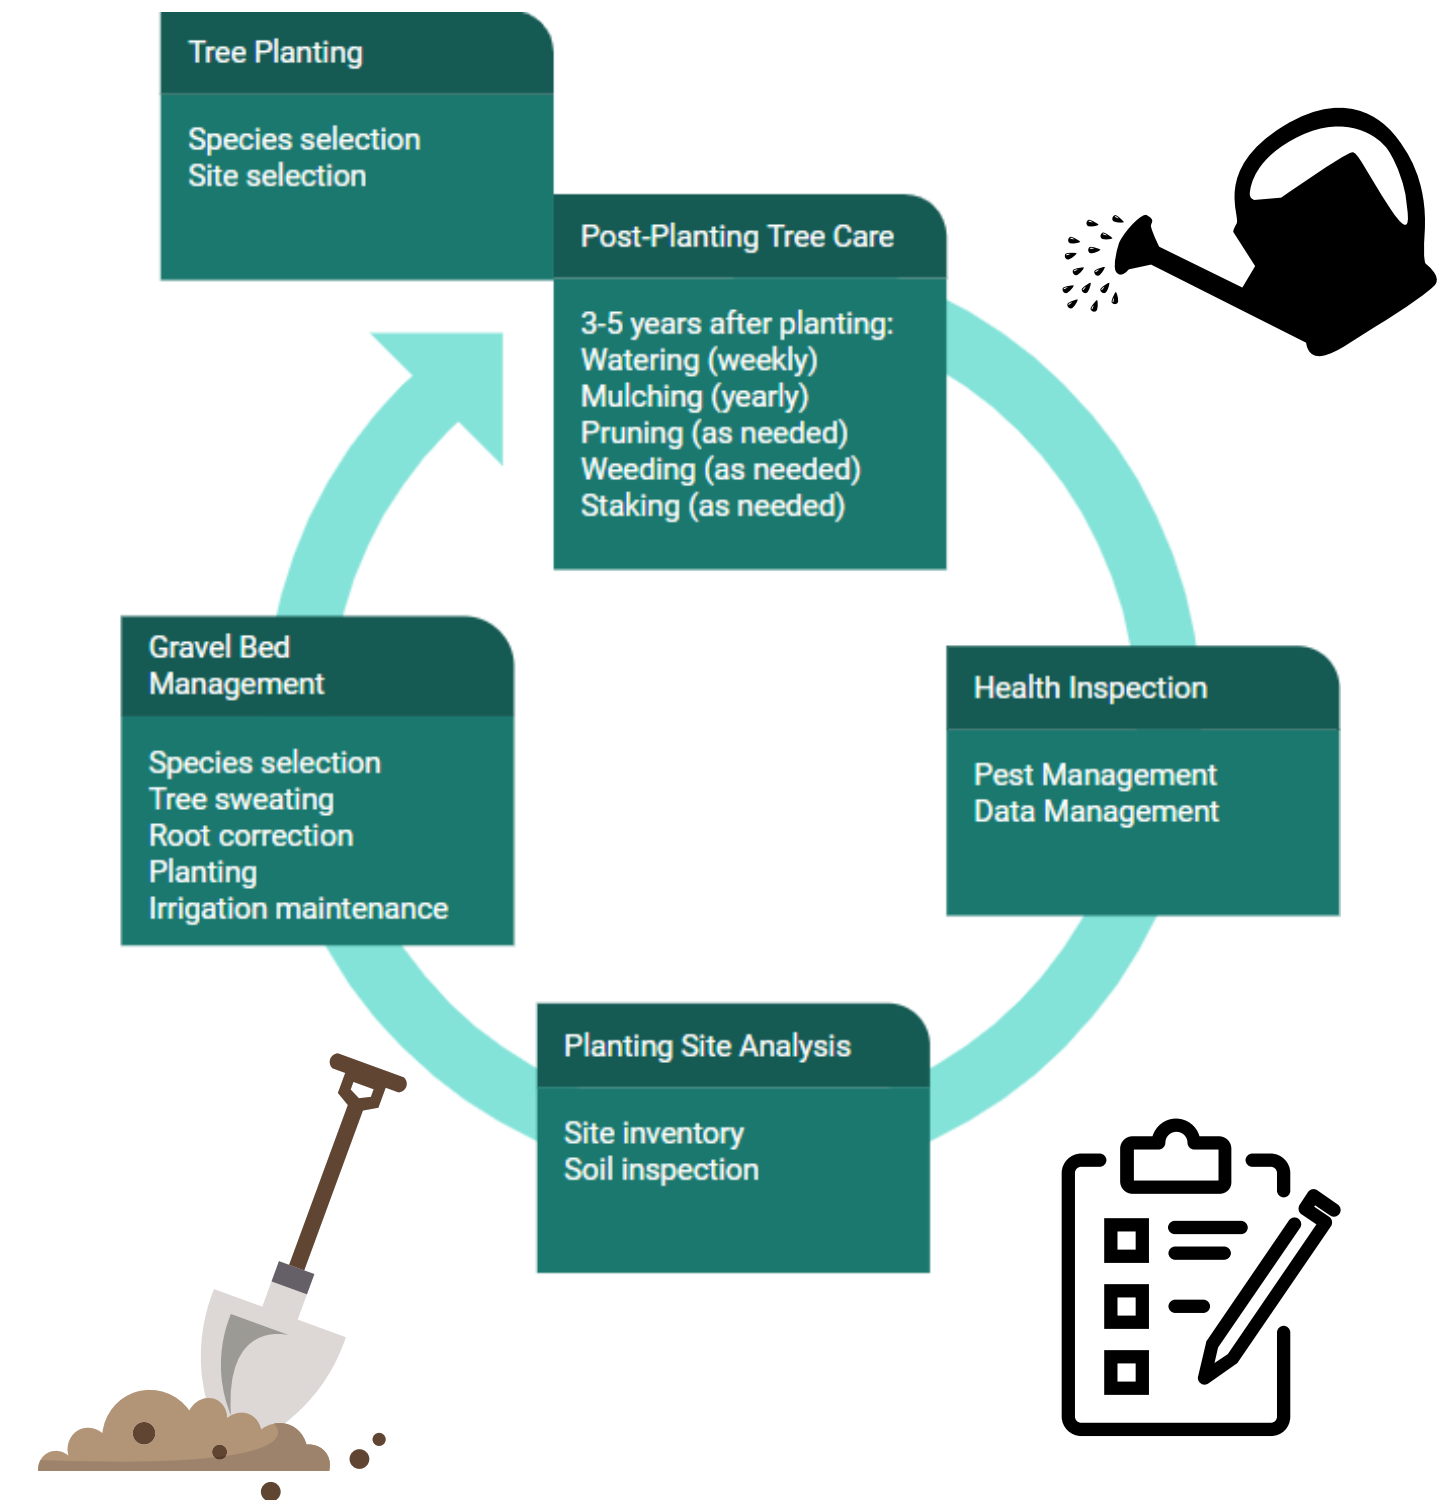 Tree Planting
Species selection
Site selection
Post-Planting Tree Care
3-5 years after planting:
Watering (weekly)
Mulching (yearly)
Pruning (as needed)
Weeding (as needed)
Staking (as needed)
Health Inspection
Pest Management
Data Management
Planting Site Analysis
Site inventory
Soil inspection
Gravel Bed
Management
Species selection
Tree sweating
Root correction
Planting
Irrigation maintenance